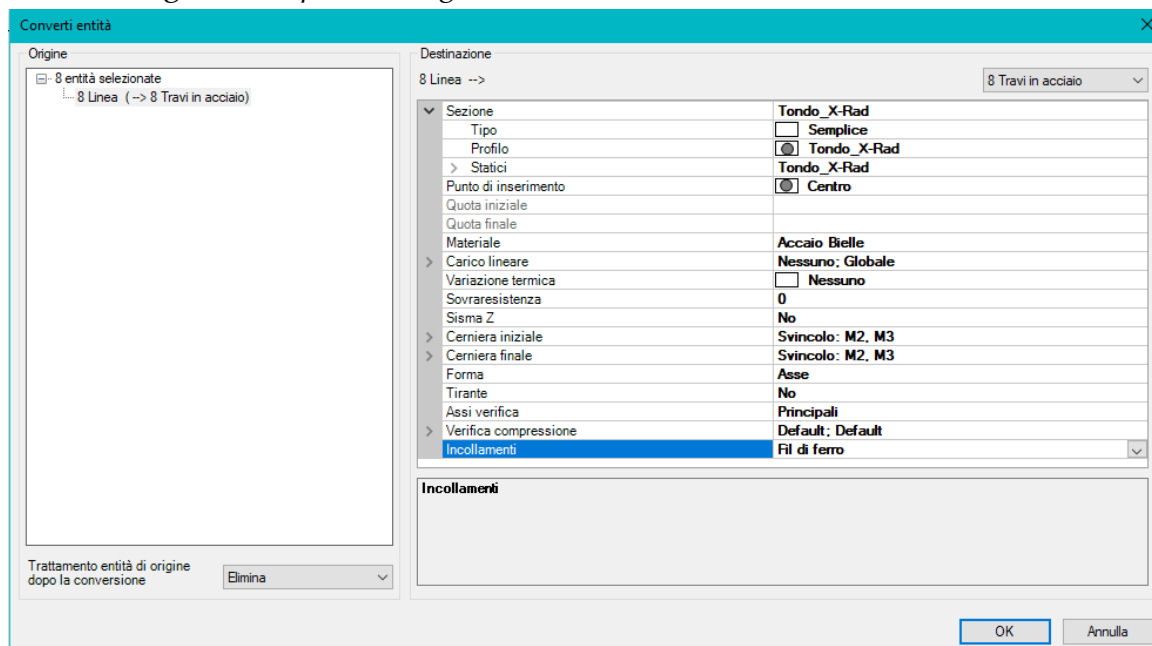 Converti entità
Origine
8 entità selezionate
8 Linea ( --> 8 Travi in acciaio)
Trattamento entità di origine
dopo la conversione
Elimina
Destinazione
8 Linea -->
8 Travi in acciaio
Sezione Tondo_X-Rad
Tipo Semplice
Profilo Tondo_X-Rad
Statici Tondo_X-Rad
Punto di inserimento Centro
Quota iniziale
Quota finale
Materiale Accaio Bielle
Carico lineare Nessuno; Globale
Variazione termica Nessuno
Sovraresistenza 0
Sisma Z No
Cerniera iniziale Svincolo: M2, M3
Cerniera finale Svincolo: M2, M3
Forma Asse
Tirante No
Assi verifica Principali
Verifica compressione Default; Default
Incollamenti Fil di ferro
Incollamenti
OK Annulla